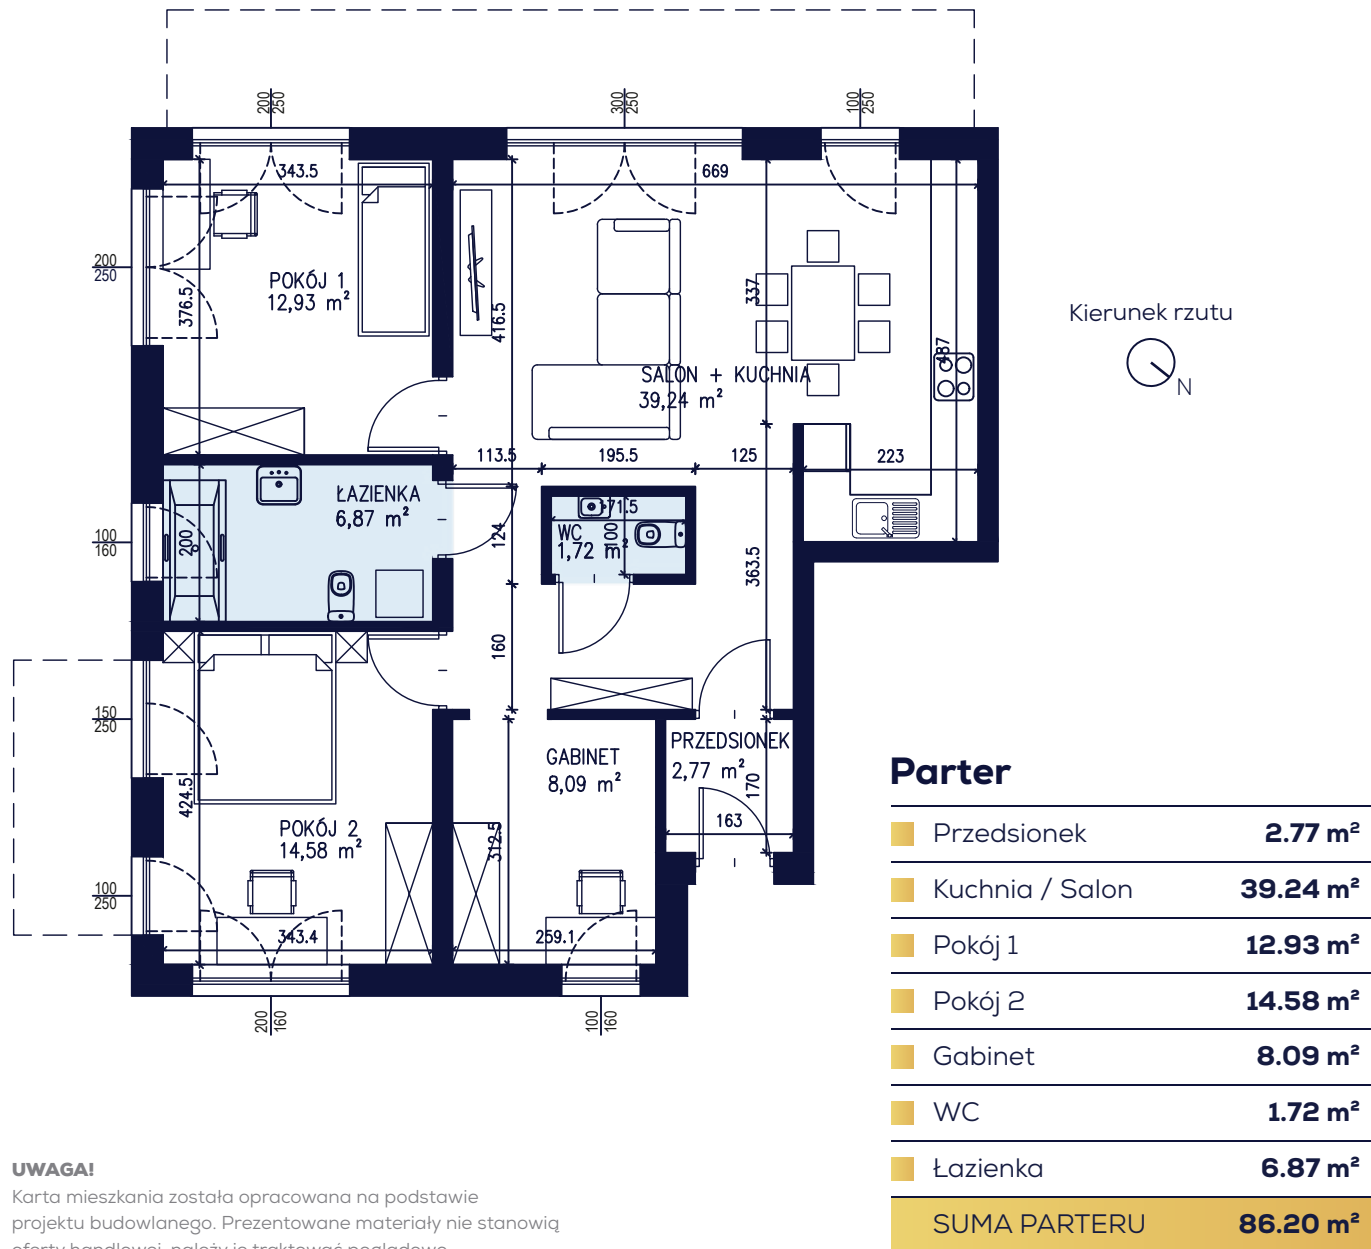 200
250
300
250
100
250
343.5
669
200
250
376.5
POKÓJ 1
12,93 m²
416.5
337
487
SALON + KUCHNIA
39,24 m²
Kierunek rzutu
N
113.5
195.5
125
223
ŁAZIENKA
6,87 m²
100
160
200
124
171.5
WC
1,72 m²
100
363.5
160
150
250
PRZEDSIONEK
2,77 m²
170
163
GABINET
8,09 m²
424.5
POKÓJ 2
14,58 m²
312.5
100
250
343.4
259.1
200
160
100
160
Parter
Przedsionek 2.77 m²
Kuchnia / Salon 39.24 m²
Pokój 1 12.93 m²
Pokój 2 14.58 m²
Gabinet 8.09 m²
WC 1.72 m²
Łazienka 6.87 m²
SUMA PARTERU 86.20 m²
UWAGA!
Karta mieszkania została opracowana na podstawie
projektu budowlanego. Prezentowane materiały nie stanowią
oferty handlowej, należy je traktować poglądowo.